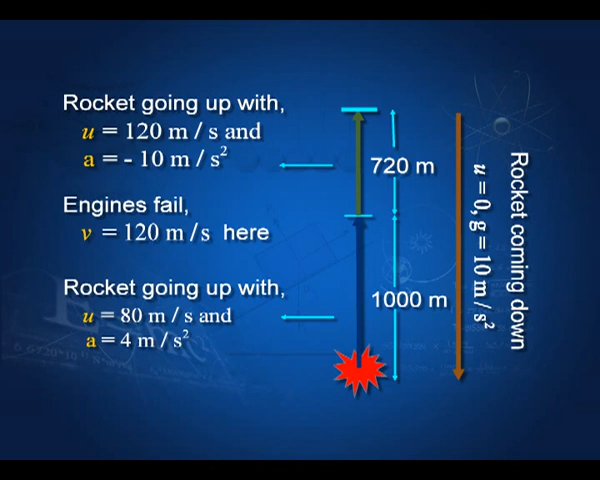 Rocket going up with,
u = 120 m / s and
a = - 10 m / s²
720 m
Engines fail,
v = 120 m/s here
Rocket going up with,
u = 80 m / s and
a = 4 m / s²
1000 m
u = 0, g = 10 m / s²
Rocket coming down